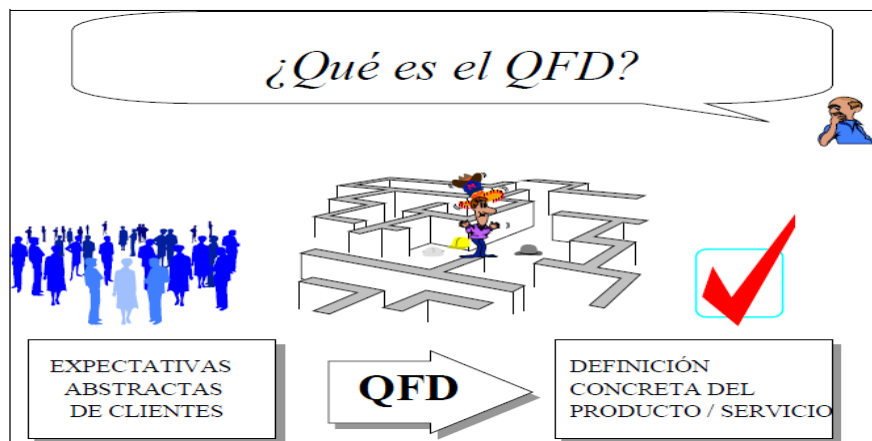 ¿Qué es el QFD?
EXPECTATIVAS
ABSTRACTAS
DE CLIENTES
QFD
DEFINICIÓN
CONCRETA DEL
PRODUCTO / SERVICIO